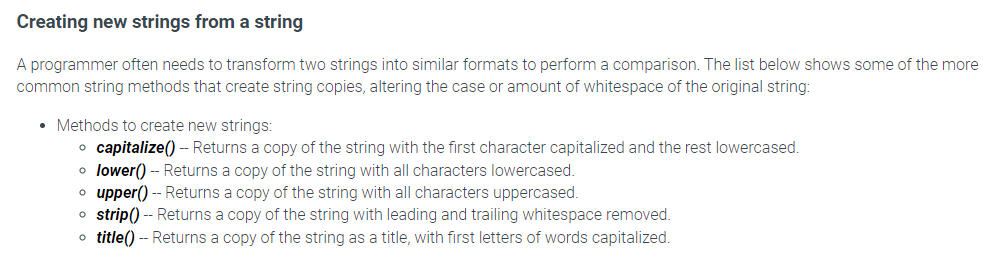 Creating new strings from a string
A programmer often needs to transform two strings into similar formats to perform a comparison. The list below shows some of the more
common string methods that create string copies, altering the case or amount of whitespace of the original string:
• Methods to create new strings:
◦ capitalize() -- Returns a copy of the string with the first character capitalized and the rest lowercased.
◦ lower() -- Returns a copy of the string with all characters lowercased.
◦ upper() -- Returns a copy of the string with all characters uppercased.
◦ strip() -- Returns a copy of the string with leading and trailing whitespace removed.
◦ title() -- Returns a copy of the string as a title, with first letters of words capitalized.